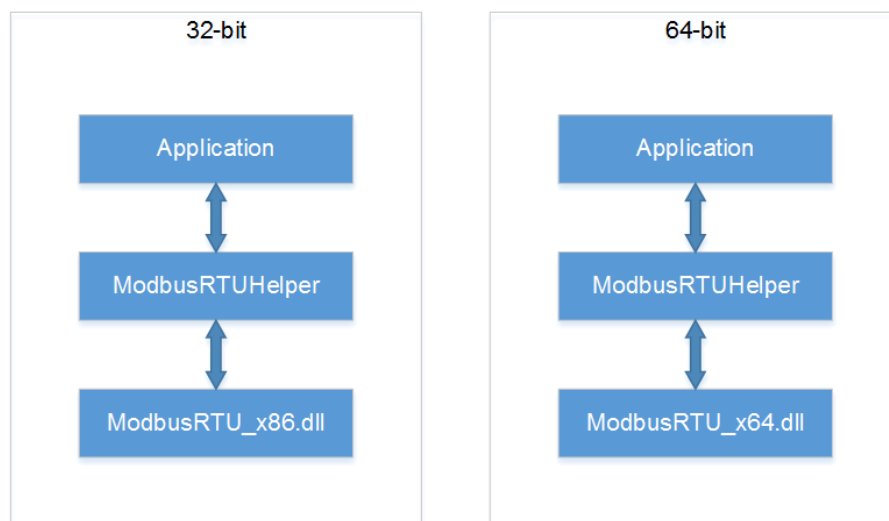 32-bit
Application
ModbusRTUHelper
ModbusRTU_x86.dll
64-bit
Application
ModbusRTUHelper
ModbusRTU_x64.dll